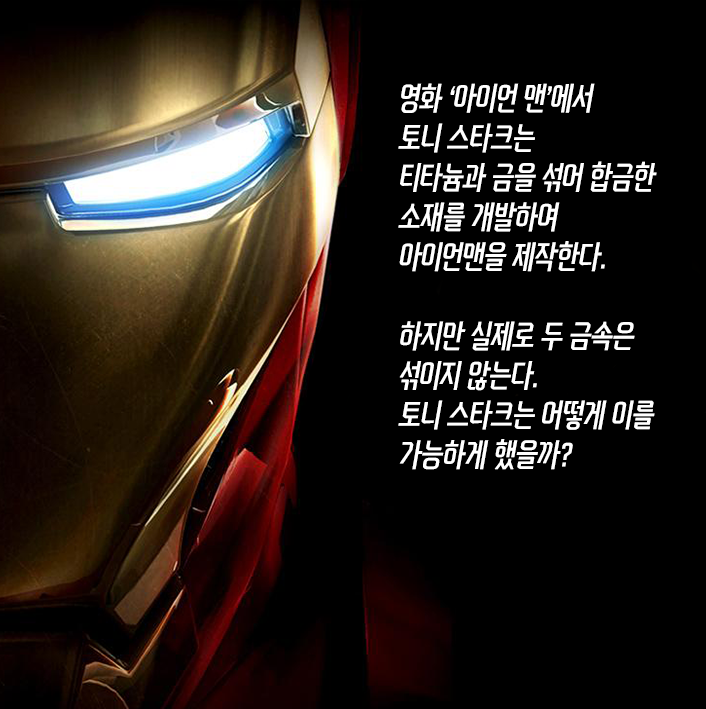 영화 ‘아이언 맨’에서
토니 스타크는
티타늄과 금을 섞어 합금한
소재를 개발하여
아이언맨을 제작한다.
하지만 실제로 두 금속은
섞이지 않는다.
토니 스타크는 어떻게 이를
가능하게 했을까?